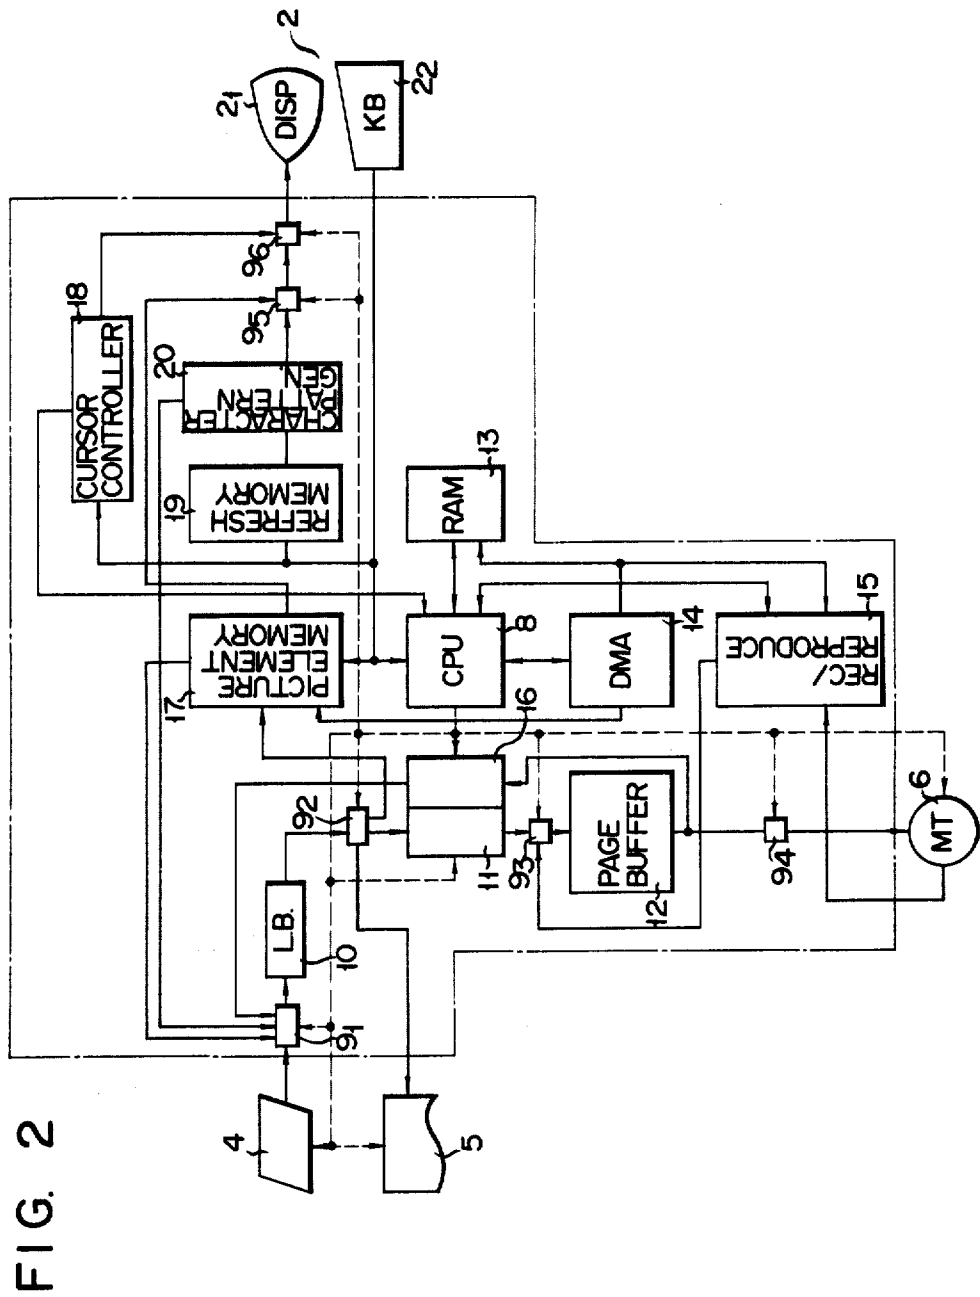 FIG. 2
2
21
DISP
KB
22
96
95
18
CURSOR
CONTROLLER
20
CHARACTER
PATTERN
GEN.
19
REFRESH
MEMORY
RAM
13
17
PICTURE
ELEMENT
MEMORY
CPU
8
DMA
14
REC/
REPRODUCE
15
16
11
92
93
PAGE
BUFFER
12
94
MT
6
L.B.
10
91
4
5